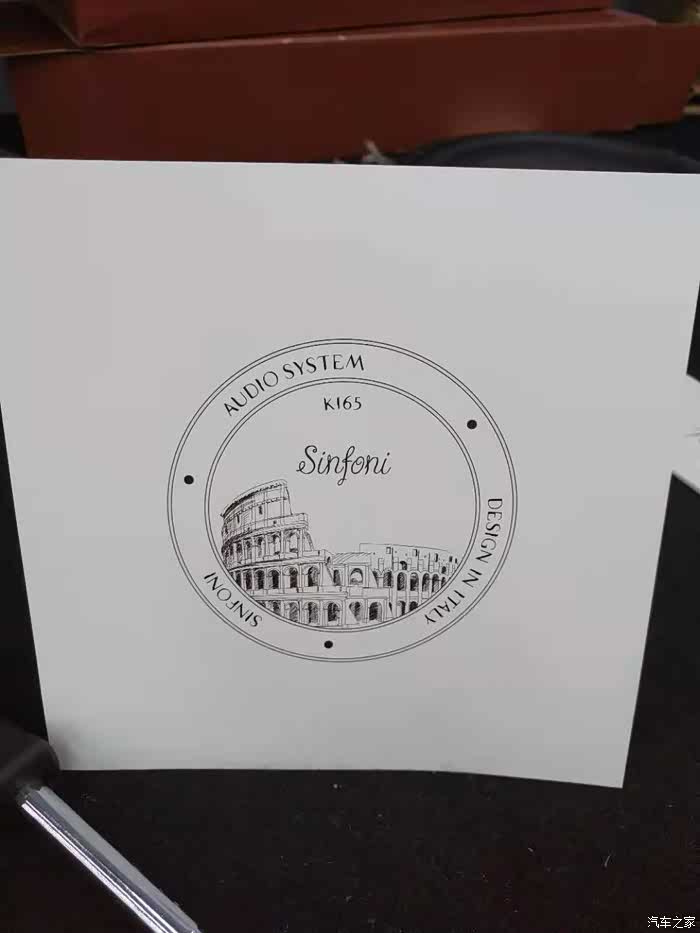 AUDIO SYSTEM
K165
Sinfoni
DESIGN IN ITALY
SINFONI
汽车之家